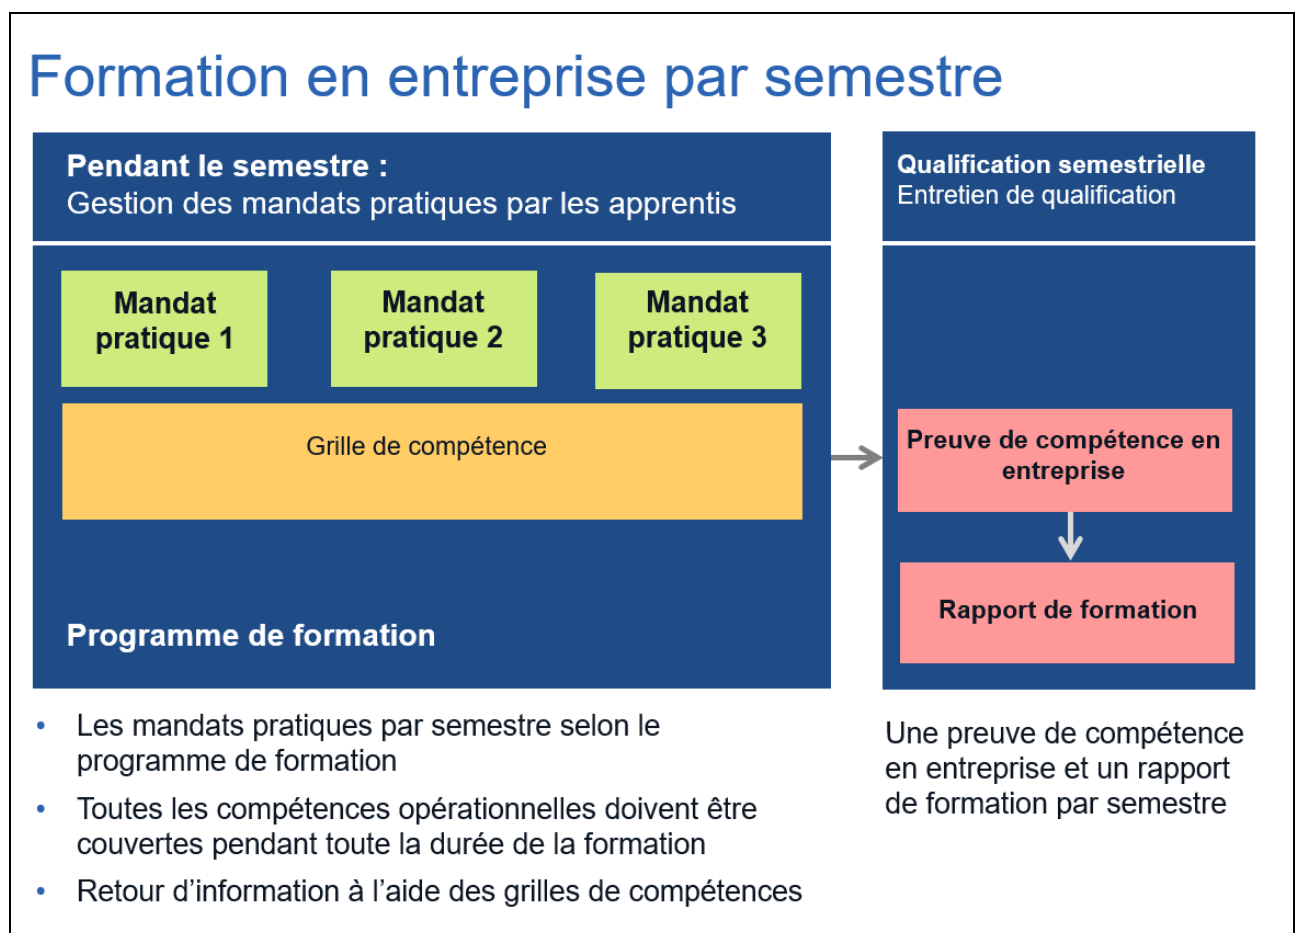 Formation en entreprise par semestre
Pendant le semestre :
Gestion des mandats pratiques par les apprentis
Mandat
pratique 1
Mandat
pratique 2
Mandat
pratique 3
Grille de compétence
Programme de formation
Qualification semestrielle
Entretien de qualification
Preuve de compétence en
entreprise
Rapport de formation
• Les mandats pratiques par semestre selon le
programme de formation
• Toutes les compétences opérationnelles doivent être
couvertes pendant toute la durée de la formation
• Retour d’information à l’aide des grilles de compétences
Une preuve de compétence
en entreprise et un rapport
de formation par semestre